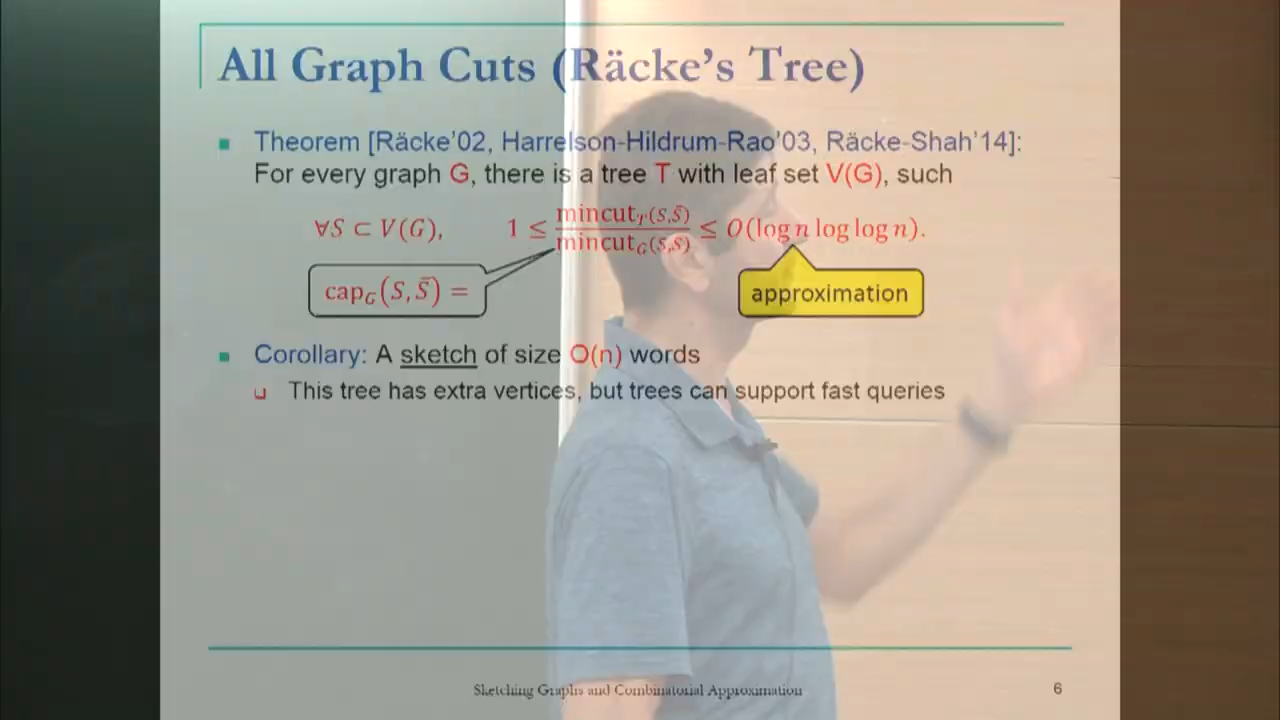 All Graph Cuts (Räcke's Tree)
Theorem [Räcke'02, Harrelson-Hildrum-Rao'03, Räcke-Shah'14]:
For every graph G, there is a tree T with leaf set V(G), such
∀S ⊂ V(G), 1 ≤ mincut_T(S,S̄) / mincut_G(S,S̄) ≤ O(log n log log n).
cap_G(S, S̄) =
approximation
Corollary: A sketch of size O(n) words
This tree has extra vertices, but trees can support fast queries
Sketching Graphs and Combinatorial Approximation
6